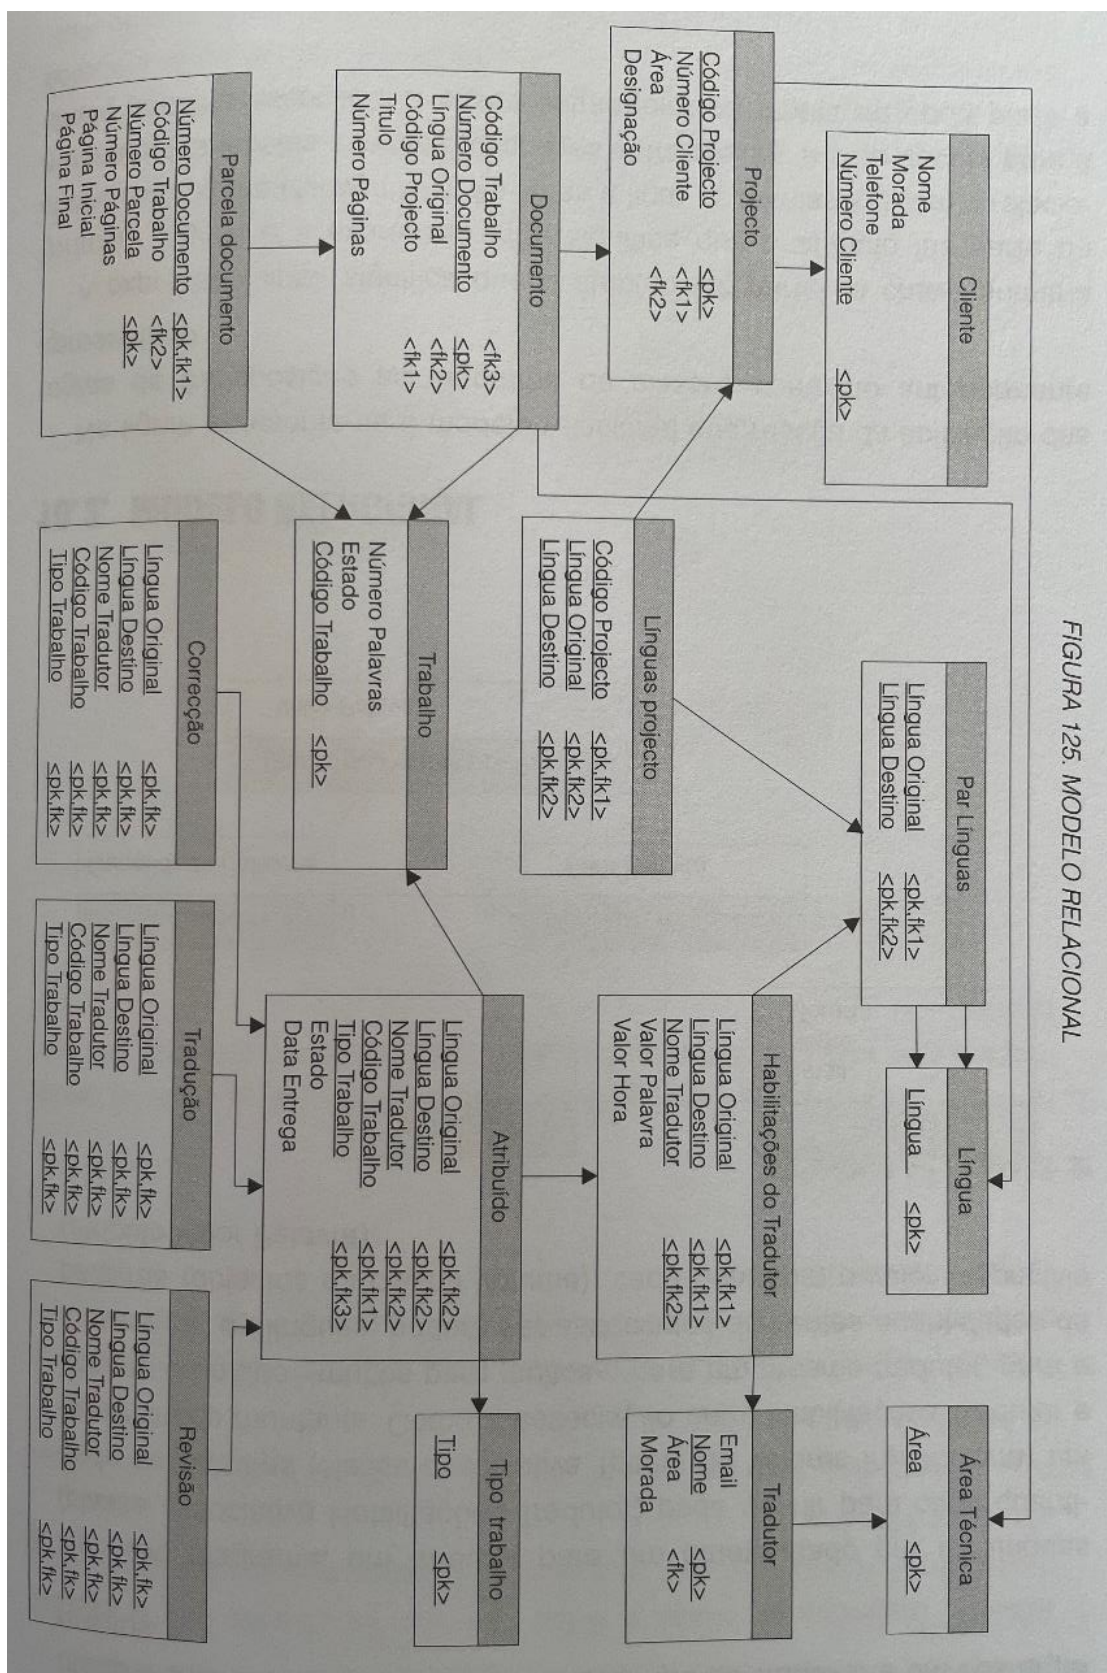 FIGURA 125. MODELO RELACIONAL
Cliente
Nome
Morada
Telefone
Número Cliente <pk>
Par Línguas
Língua Original <pk,fk1>
Língua Destino <pk,fk2>
Língua
Língua <pk>
Área Técnica
Área <pk>
Projecto
Código Projecto <pk>
Número Cliente <fk1>
Área <fk2>
Designação
Línguas projecto
Código Projecto <pk,fk1>
Língua Original <pk,fk2>
Língua Destino <pk,fk2>
Habilitações do Tradutor
Língua Original <pk,fk1>
Língua Destino <pk,fk1>
Nome Tradutor <pk,fk2>
Valor Palavra
Valor Hora
Tradutor
Email
Nome <pk>
Área <fk>
Morada
Documento
Código Trabalho <fk3>
Número Documento <pk>
Língua Original <fk2>
Código Projecto <fk1>
Título
Número Páginas
Trabalho
Número Palavras
Estado
Código Trabalho <pk>
Atribuído
Língua Original <pk,fk2>
Língua Destino <pk,fk2>
Nome Tradutor <pk,fk2>
Código Trabalho <pk,fk1>
Tipo Trabalho <pk,fk3>
Estado
Data Entrega
Tipo trabalho
Tipo <pk>
Parcela documento
Número Documento <pk,fk1>
Código Trabalho <fk2>
Número Parcela <pk>
Número Páginas
Página Inicial
Página Final
Correcção
Língua Original <pk,fk>
Língua Destino <pk,fk>
Nome Tradutor <pk,fk>
Código Trabalho <pk,fk>
Tipo Trabalho <pk,fk>
Tradução
Língua Original <pk,fk>
Língua Destino <pk,fk>
Nome Tradutor <pk,fk>
Código Trabalho <pk,fk>
Tipo Trabalho <pk,fk>
Revisão
Língua Original <pk,fk>
Língua Destino <pk,fk>
Nome Tradutor <pk,fk>
Código Trabalho <pk,fk>
Tipo Trabalho <pk,fk>